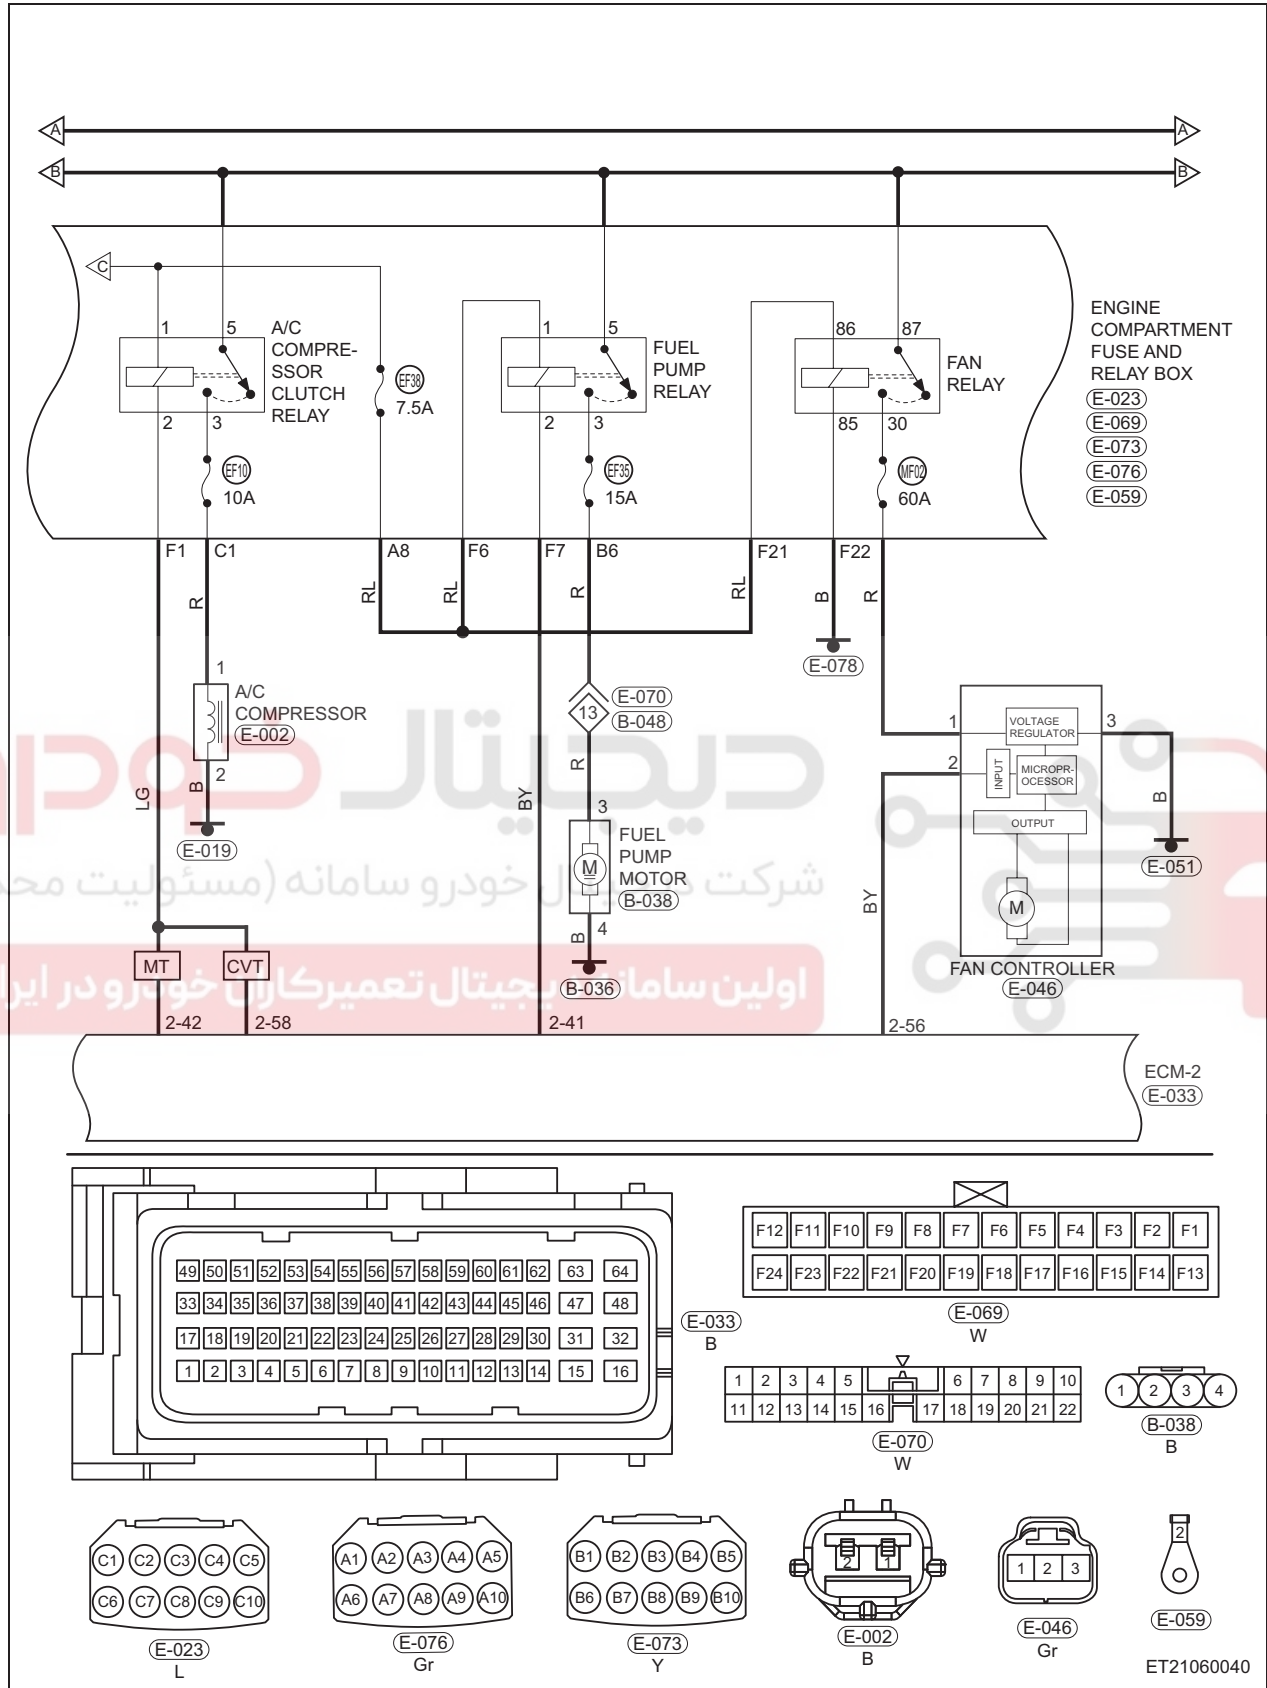 A A
B B
C
1 5
A/C
COMPRE-
SSOR
CLUTCH
RELAY
2 3
EF10
10A
EF38
7.5A
1 5
FUEL
PUMP
RELAY
2 3
EF35
15A
86 87
FAN
RELAY
85 30
MF02
60A
ENGINE
COMPARTMENT
FUSE AND
RELAY BOX
E-023
E-069
E-073
E-076
E-059
F1 C1 A8 F6 F7 B6 F21 F22
R RL RL R RL B R
E-078
1
A/C
COMPRESSOR
E-002
2
B
E-019
LG
BY
E-070
13
B-048
R
3
FUEL
PUMP
MOTOR
M
B-038
4
B
B-036
1
VOLTAGE
REGULATOR
3
2
INPUT
MICROPR-
OCESSOR
OUTPUT
M
B
E-051
BY
FAN CONTROLLER
E-046
MT CVT
2-42 2-58 2-41 2-56
ECM-2
E-033
دیجیتال خودرو
شرکت دیجیتال خودرو سامانه (مسئولیت محد
اولین سامانه دیجیتال تعمیرکاران خودرو در ایرا
49 50 51 52 53 54 55 56 57 58 59 60 61 62 63 64
33 34 35 36 37 38 39 40 41 42 43 44 45 46 47 48
17 18 19 20 21 22 23 24 25 26 27 28 29 30 31 32
1 2 3 4 5 6 7 8 9 10 11 12 13 14 15 16
E-033
B
F12 F11 F10 F9 F8 F7 F6 F5 F4 F3 F2 F1
F24 F23 F22 F21 F20 F19 F18 F17 F16 F15 F14 F13
E-069
W
1 2 3 4 5 6 7 8 9 10
11 12 13 14 15 16 17 18 19 20 21 22
E-070
W
1 2 3 4
B-038
B
C1 C2 C3 C4 C5
C6 C7 C8 C9 C10
E-023
L
A1 A2 A3 A4 A5
A6 A7 A8 A9 A10
E-076
Gr
B1 B2 B3 B4 B5
B6 B7 B8 B9 B10
E-073
Y
2 1
E-002
B
1 2 3
E-046
Gr
2
E-059
ET21060040